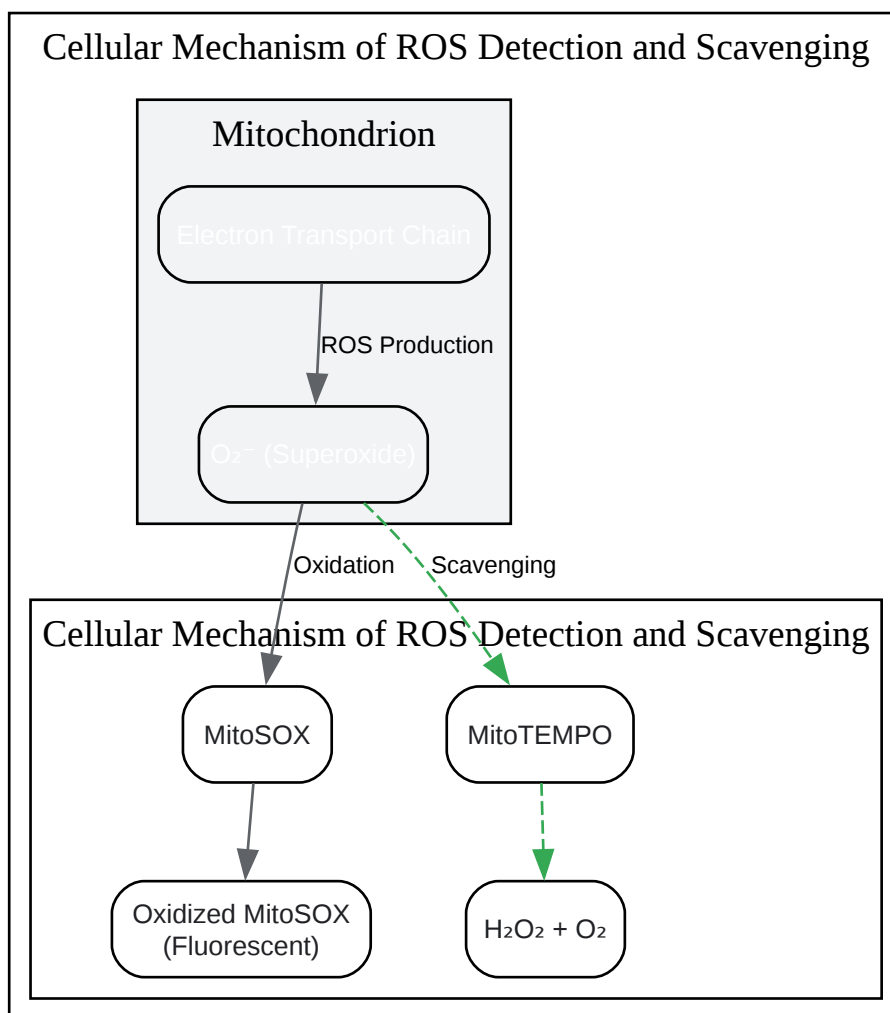 Cellular Mechanism of ROS Detection and Scavenging
Mitochondrion
Electron Transport Chain
ROS Production
O₂⁻ (Superoxide)
Oxidation
Scavenging
Cellular Mechanism of ROS Detection and Scavenging
MitoSOX
MitoTEMPO
Oxidized MitoSOX
(Fluorescent)
H₂O₂ + O₂